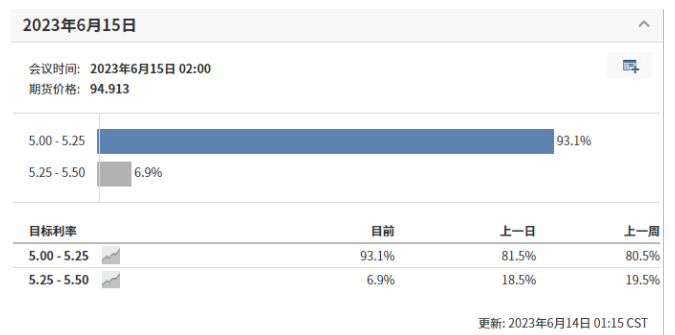 2023年6月15日
会议时间: 2023年6月15日 02:00
期货价格: 94.913
5.00 - 5.25 93.1%
5.25 - 5.50 6.9%
目标利率 目前 上一日 上一周
5.00 - 5.25 93.1% 81.5% 80.5%
5.25 - 5.50 6.9% 18.5% 19.5%
更新: 2023年6月14日 01:15 CST